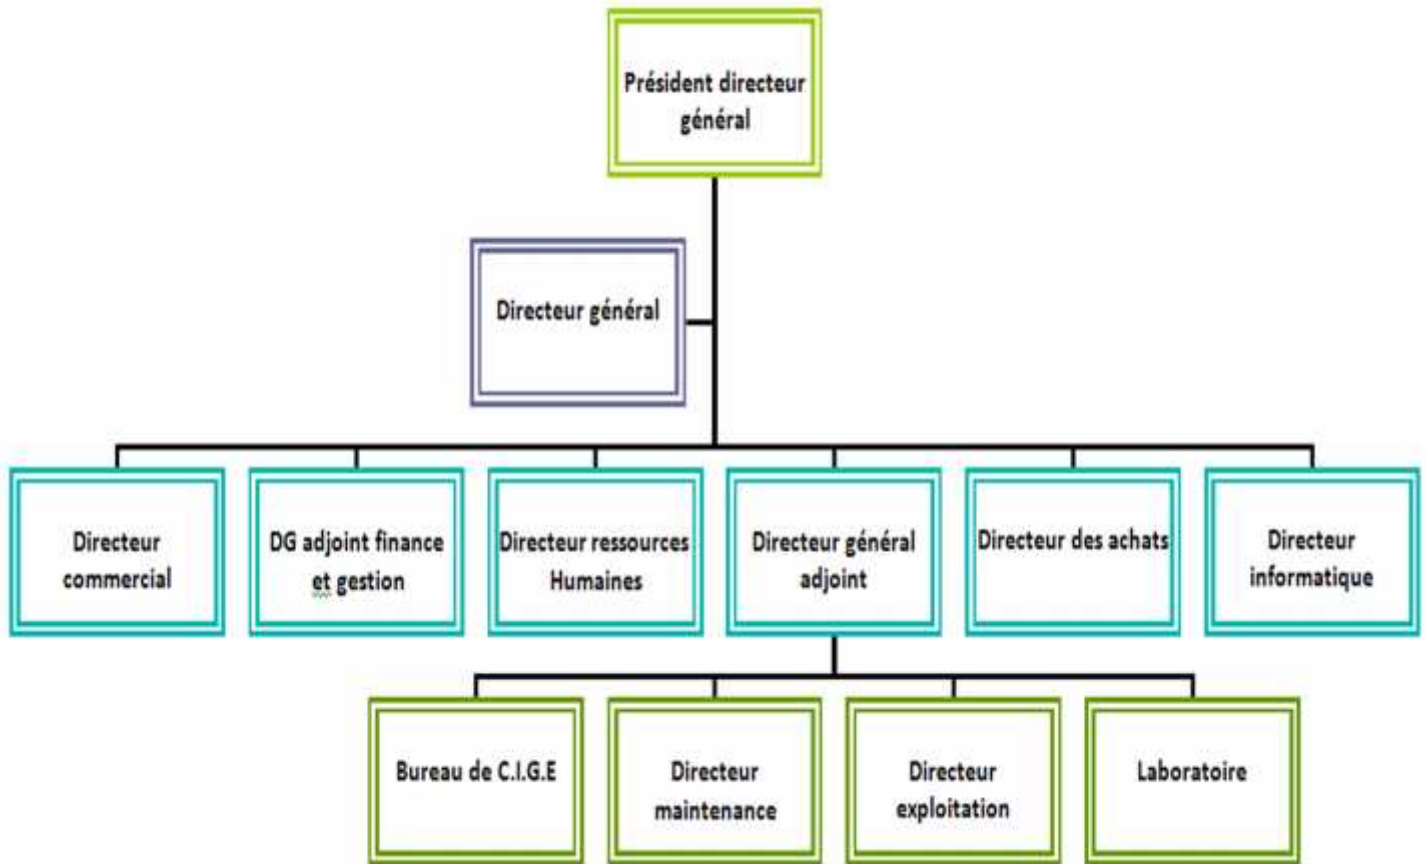 Président directeur
général
Directeur général
Directeur
commercial
DG adjoint finance
et gestion
Directeur ressources
Humaines
Directeur général
adjoint
Directeur des achats
Directeur
informatique
Bureau de C.I.G.E
Directeur
maintenance
Directeur
exploitation
Laboratoire